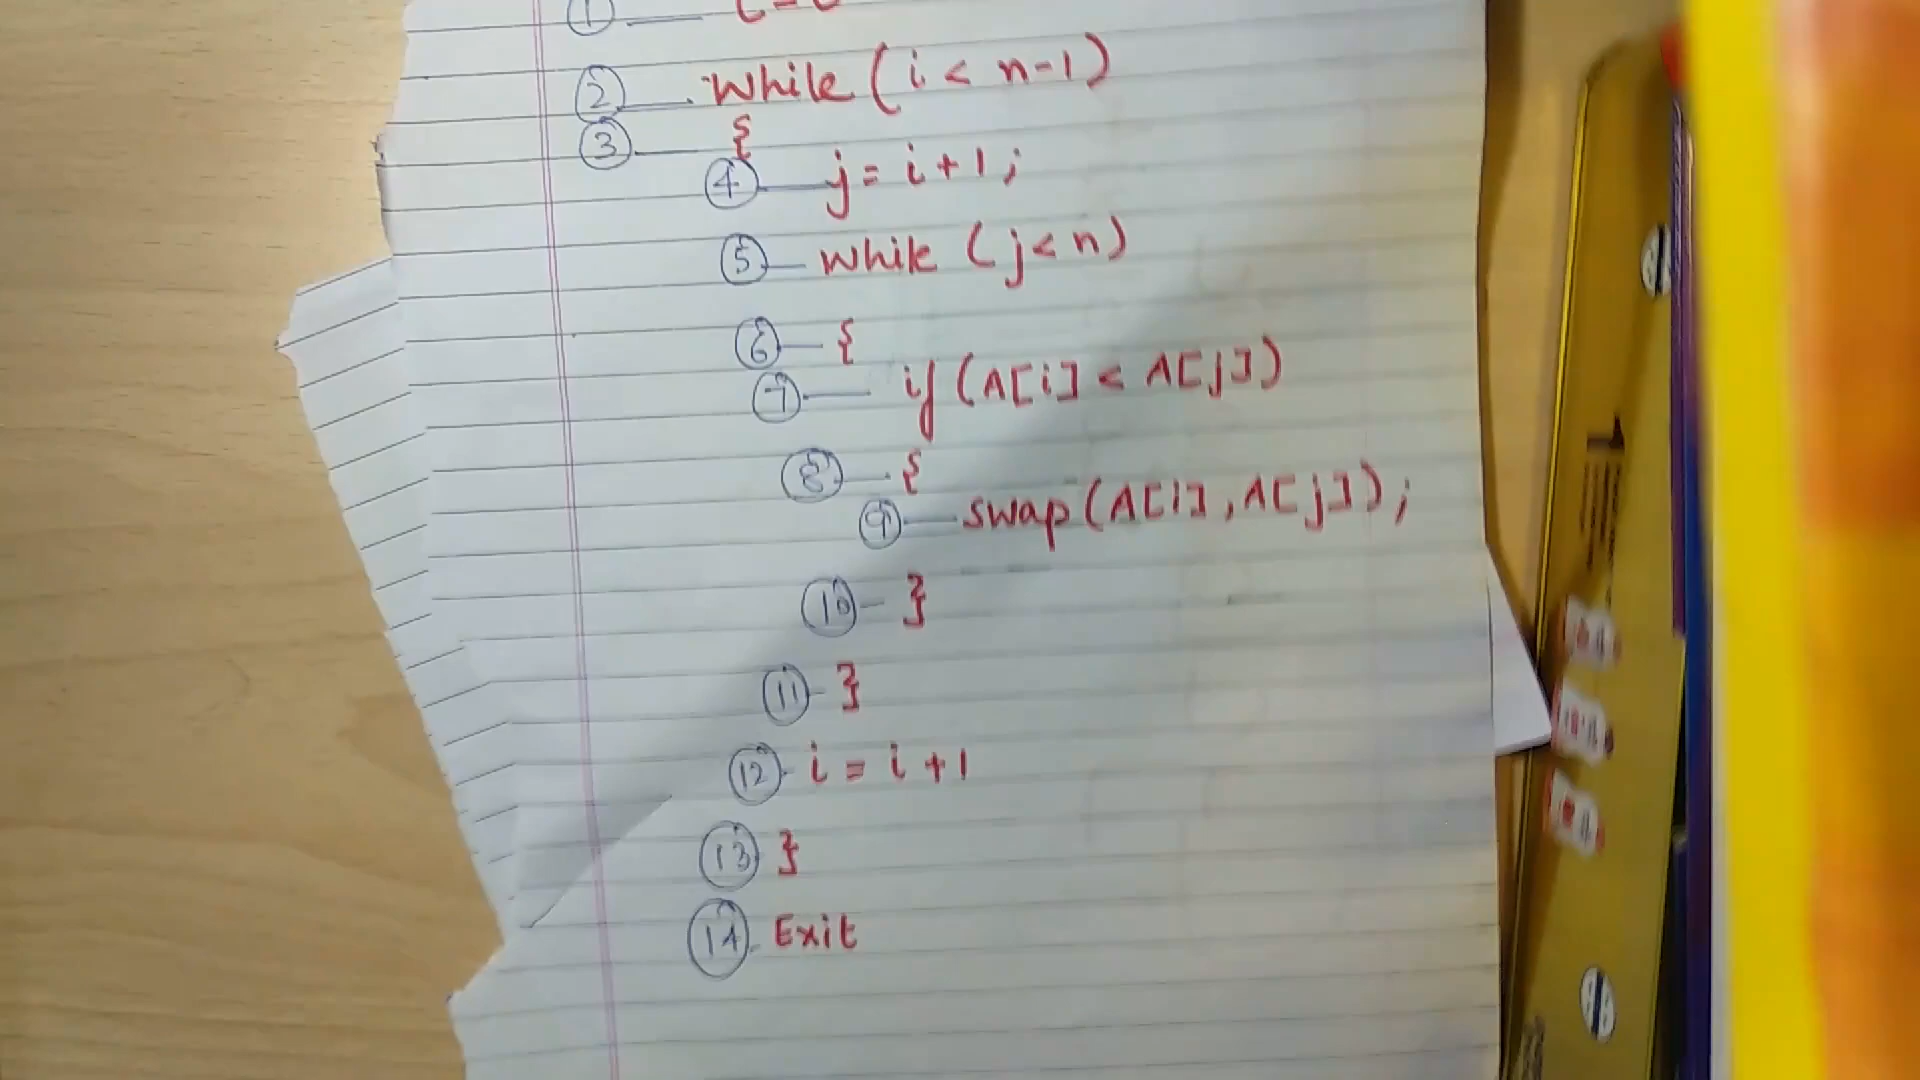 1
2 While (i < n-1)
3 {
4 j = i + 1;
5 while (j < n)
6 {
7 if (A[i] < A[j])
8 {
9 swap (A[i], A[j]);
10 }
11 }
12 i = i + 1
13 }
14 Exit